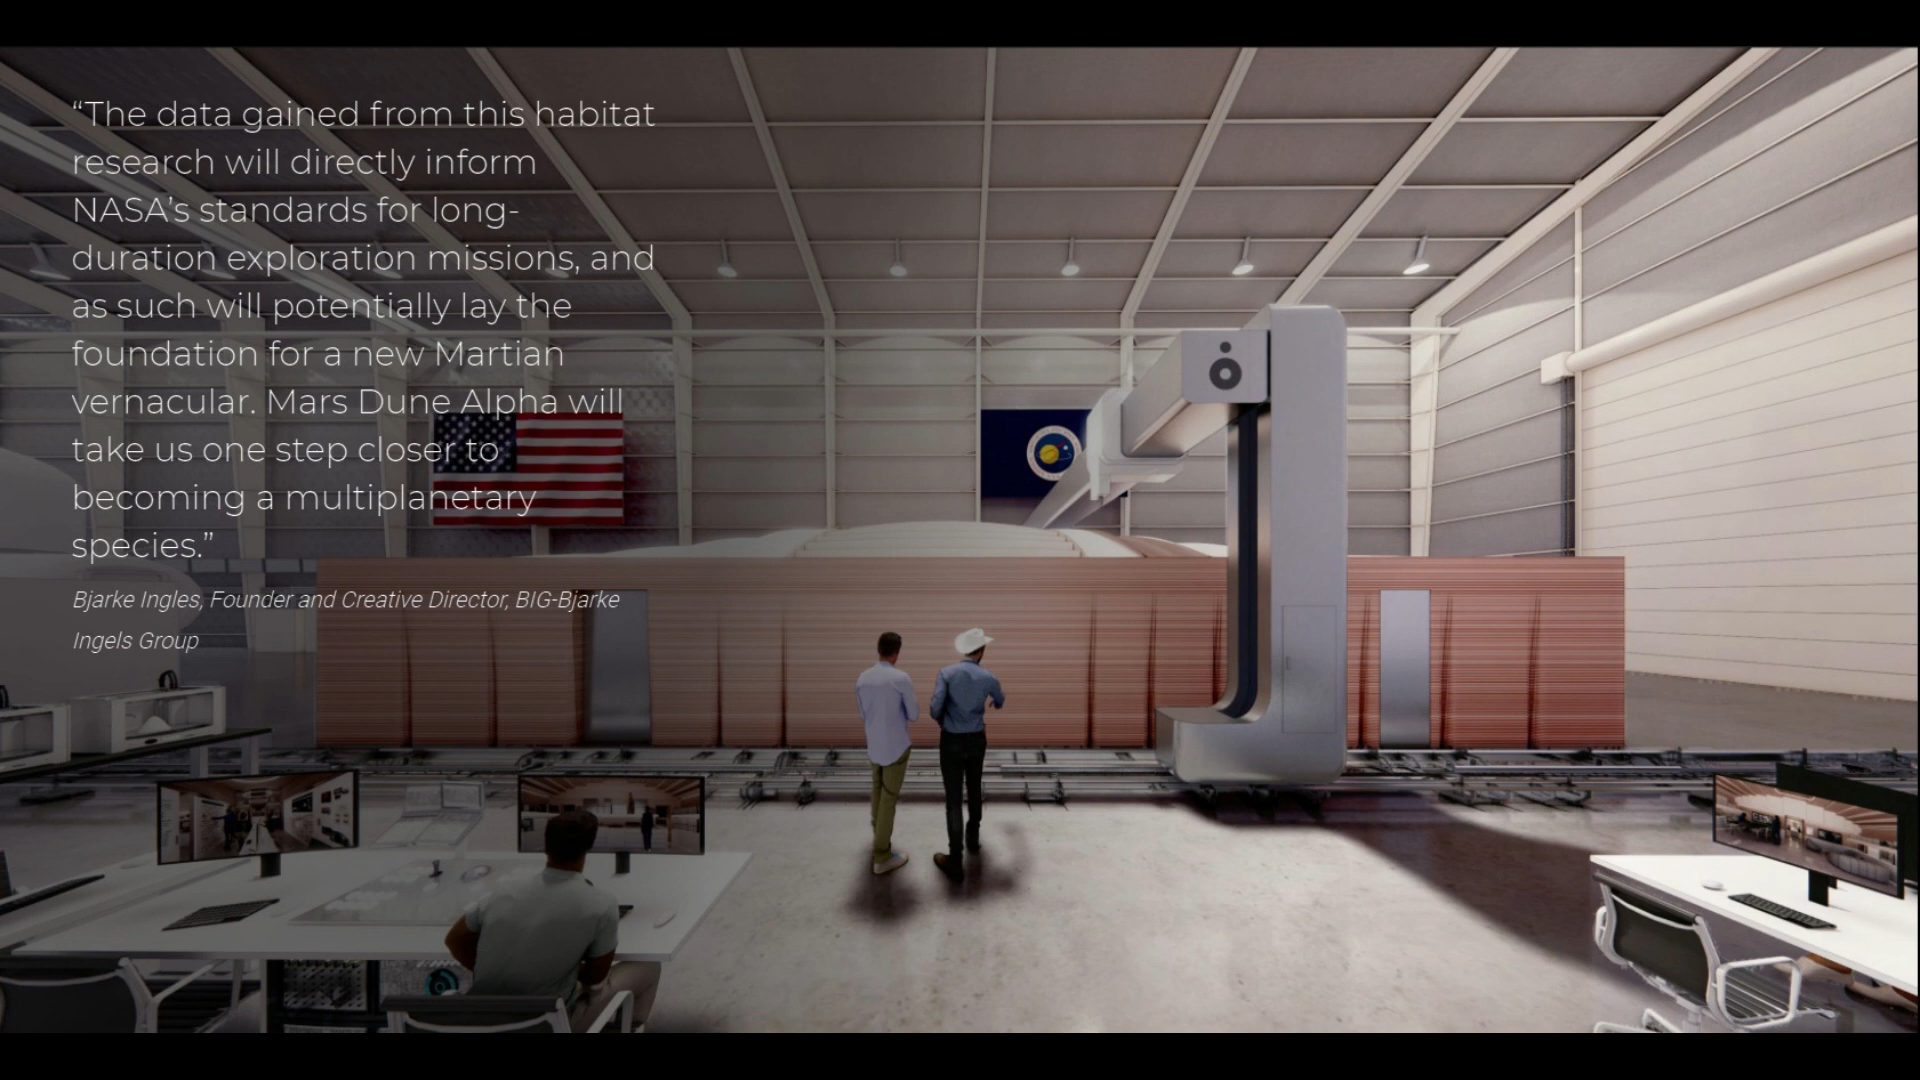 “The data gained from this habitat
research will directly inform
NASA’s standards for long-
duration exploration missions, and
as such will potentially lay the
foundation for a new Martian
vernacular. Mars Dune Alpha will
take us one step closer to
becoming a multiplanetary
species.”
Bjarke Ingles, Founder and Creative Director, BIG-Bjarke
Ingels Group